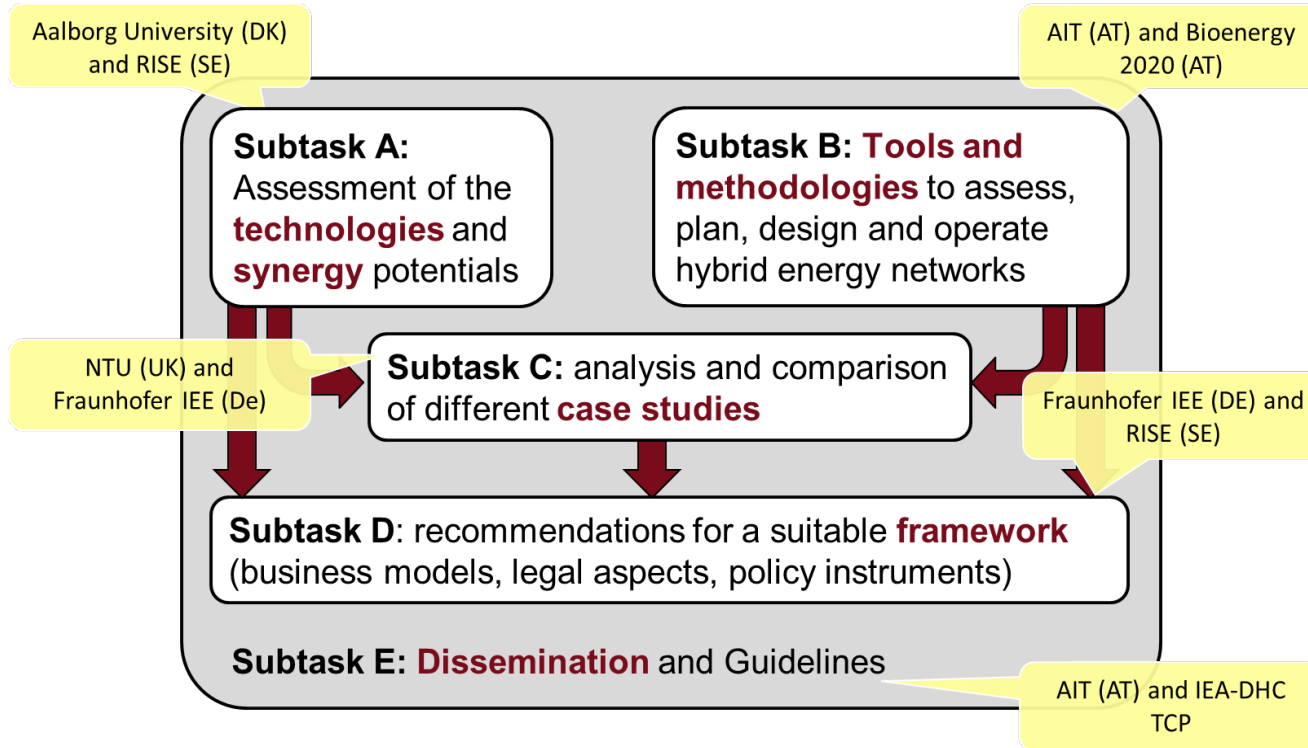 Aalborg University (DK)
and RISE (SE)
AIT (AT) and Bioenergy
2020 (AT)
Subtask A:
Assessment of the
technologies and
synergy potentials
Subtask B: Tools and
methodologies to assess,
plan, design and operate
hybrid energy networks
NTU (UK) and
Fraunhofer IEE (De)
Subtask C: analysis and comparison
of different case studies
Fraunhofer IEE (DE) and
RISE (SE)
Subtask D: recommendations for a suitable framework
(business models, legal aspects, policy instruments)
Subtask E: Dissemination and Guidelines
AIT (AT) and IEA-DHC
TCP